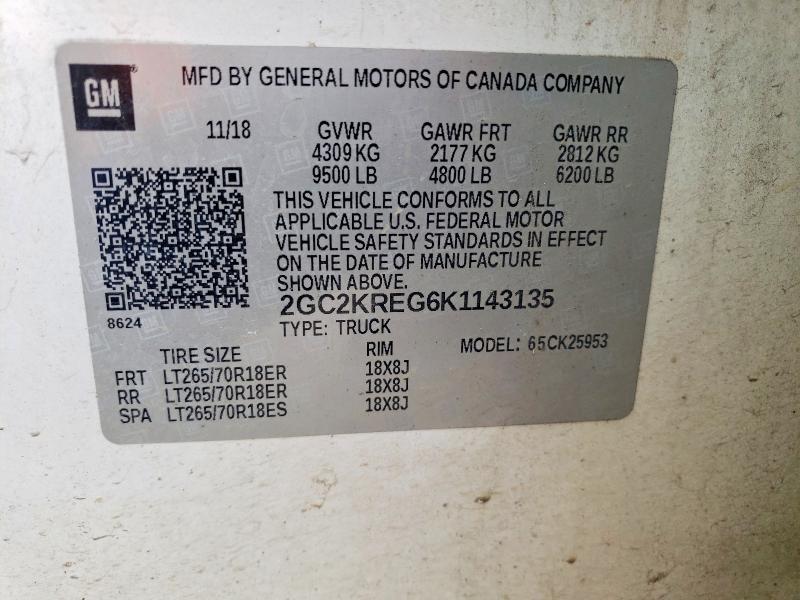 GM
MFD BY GENERAL MOTORS OF CANADA COMPANY
11/18 GVWR GAWR FRT GAWR RR
4309 KG 2177 KG 2812 KG
9500 LB 4800 LB 6200 LB
THIS VEHICLE CONFORMS TO ALL
APPLICABLE U.S. FEDERAL MOTOR
VEHICLE SAFETY STANDARDS IN EFFECT
ON THE DATE OF MANUFACTURE
SHOWN ABOVE.
2GC2KREG6K1143135
8624
TYPE: TRUCK
MODEL: 65CK25953
TIRE SIZE RIM
FRT LT265/70R18ER 18X8J
RR LT265/70R18ER 18X8J
SPA LT265/70R18ES 18X8J